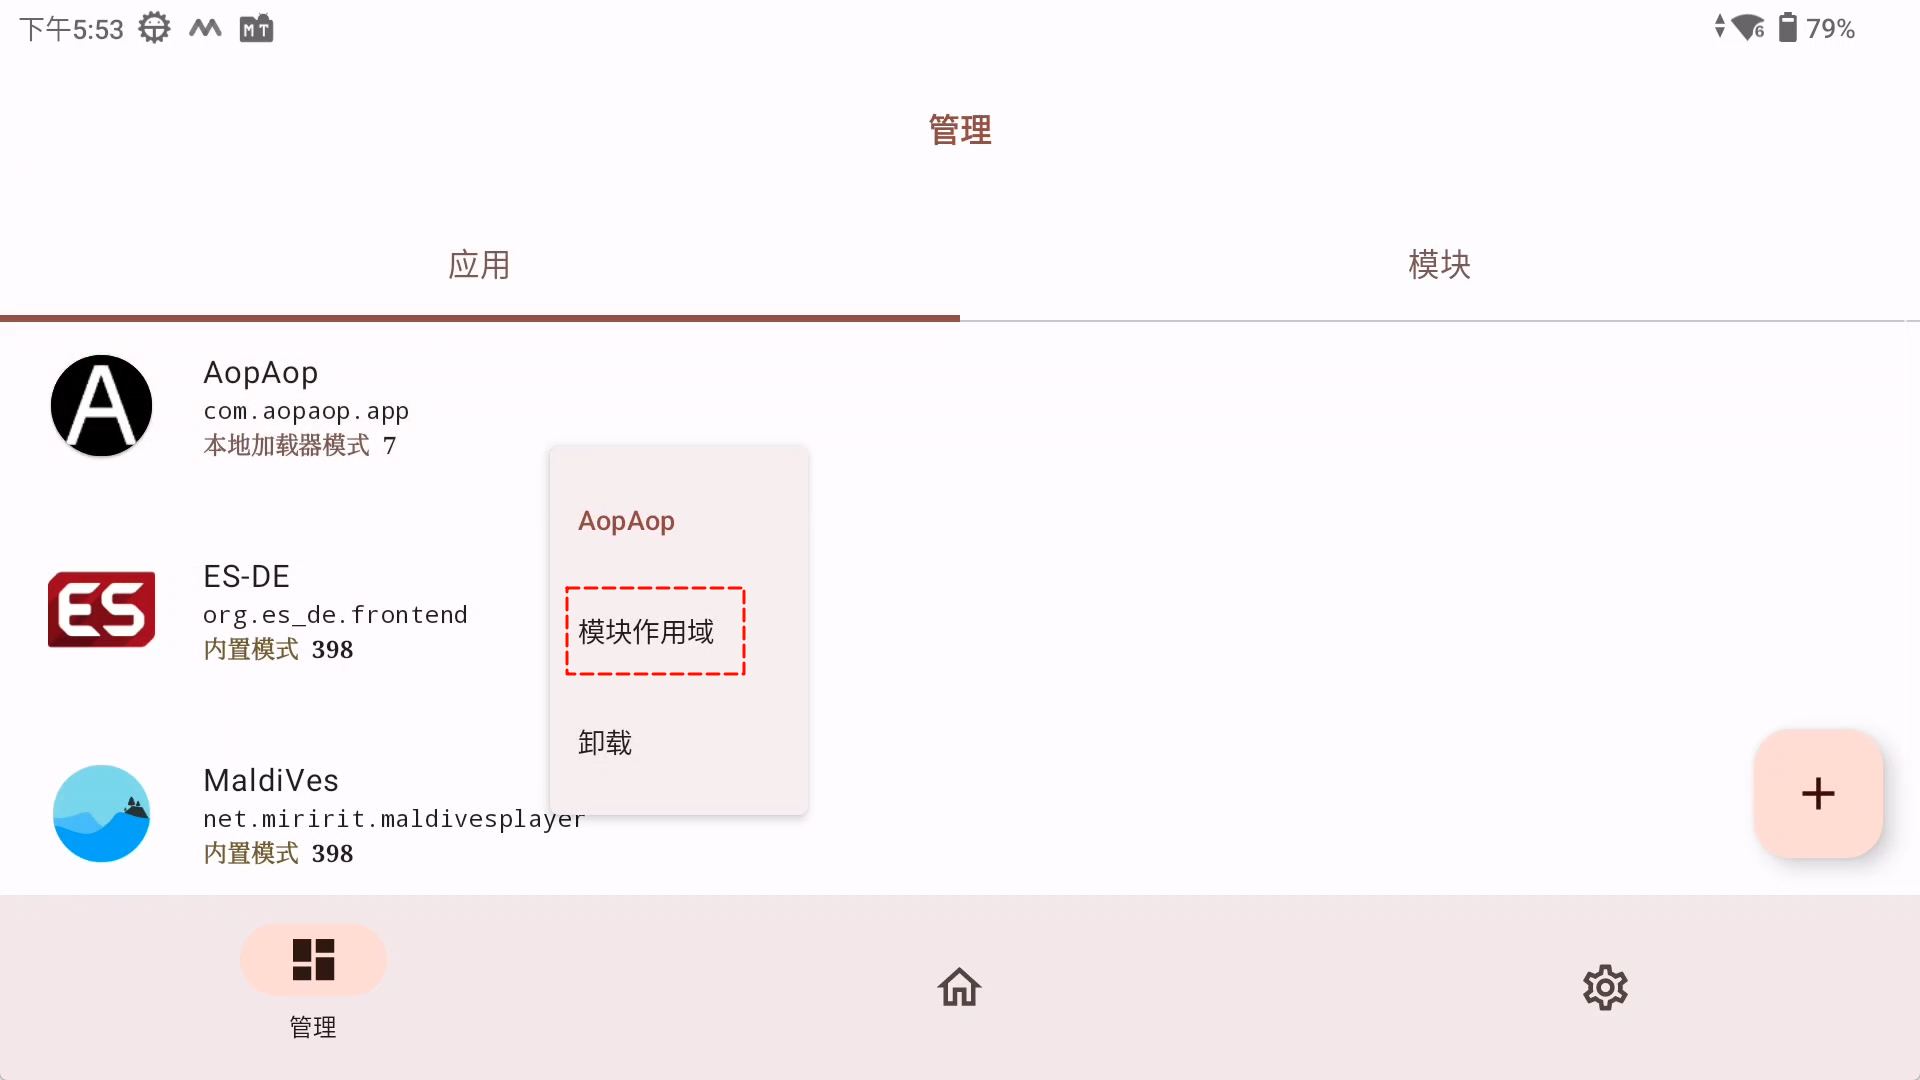 下午5:53 MT 6 79%
管理
应用 模块
A
AopAop
com.aopaop.app
本地加载器模式 7
ES
ES-DE
org.es_de.frontend
内置模式 398
MaldiVes
net.miririt.maldivesplayer
内置模式 398
AopAop
模块作用域
卸载
+
管理